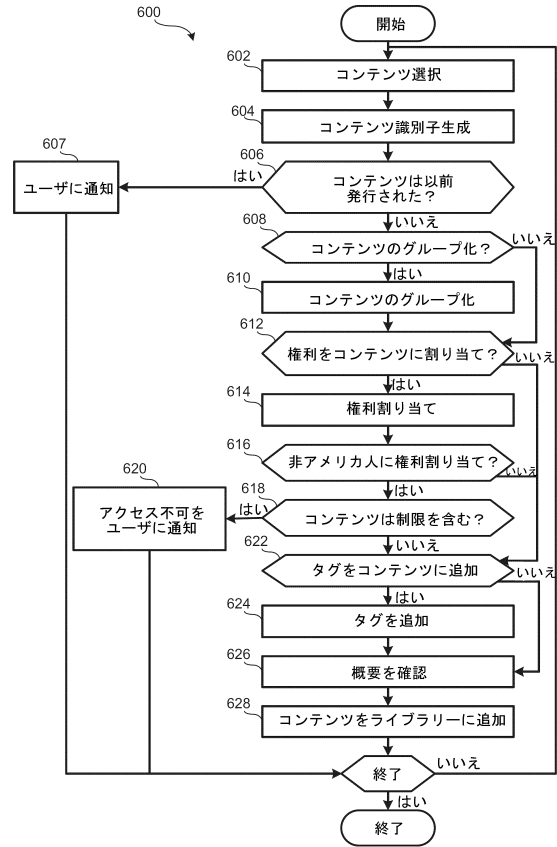 600
開始
602
コンテンツ選択
604
コンテンツ識別子生成
606
コンテンツは以前
発行された？
はい
607
ユーザに通知
いいえ
608
コンテンツのグループ化？
いいえ
はい
610
コンテンツのグループ化
612
権利をコンテンツに割り当て？
いいえ
はい
614
権利割り当て
616
非アメリカ人に権利割り当て？
いいえ
はい
618
コンテンツは制限を含む？
はい
620
アクセス不可を
ユーザに通知
いいえ
622
タグをコンテンツに追加
いいえ
はい
624
タグを追加
626
概要を確認
628
コンテンツをライブラリーに追加
終了
いいえ
はい
終了